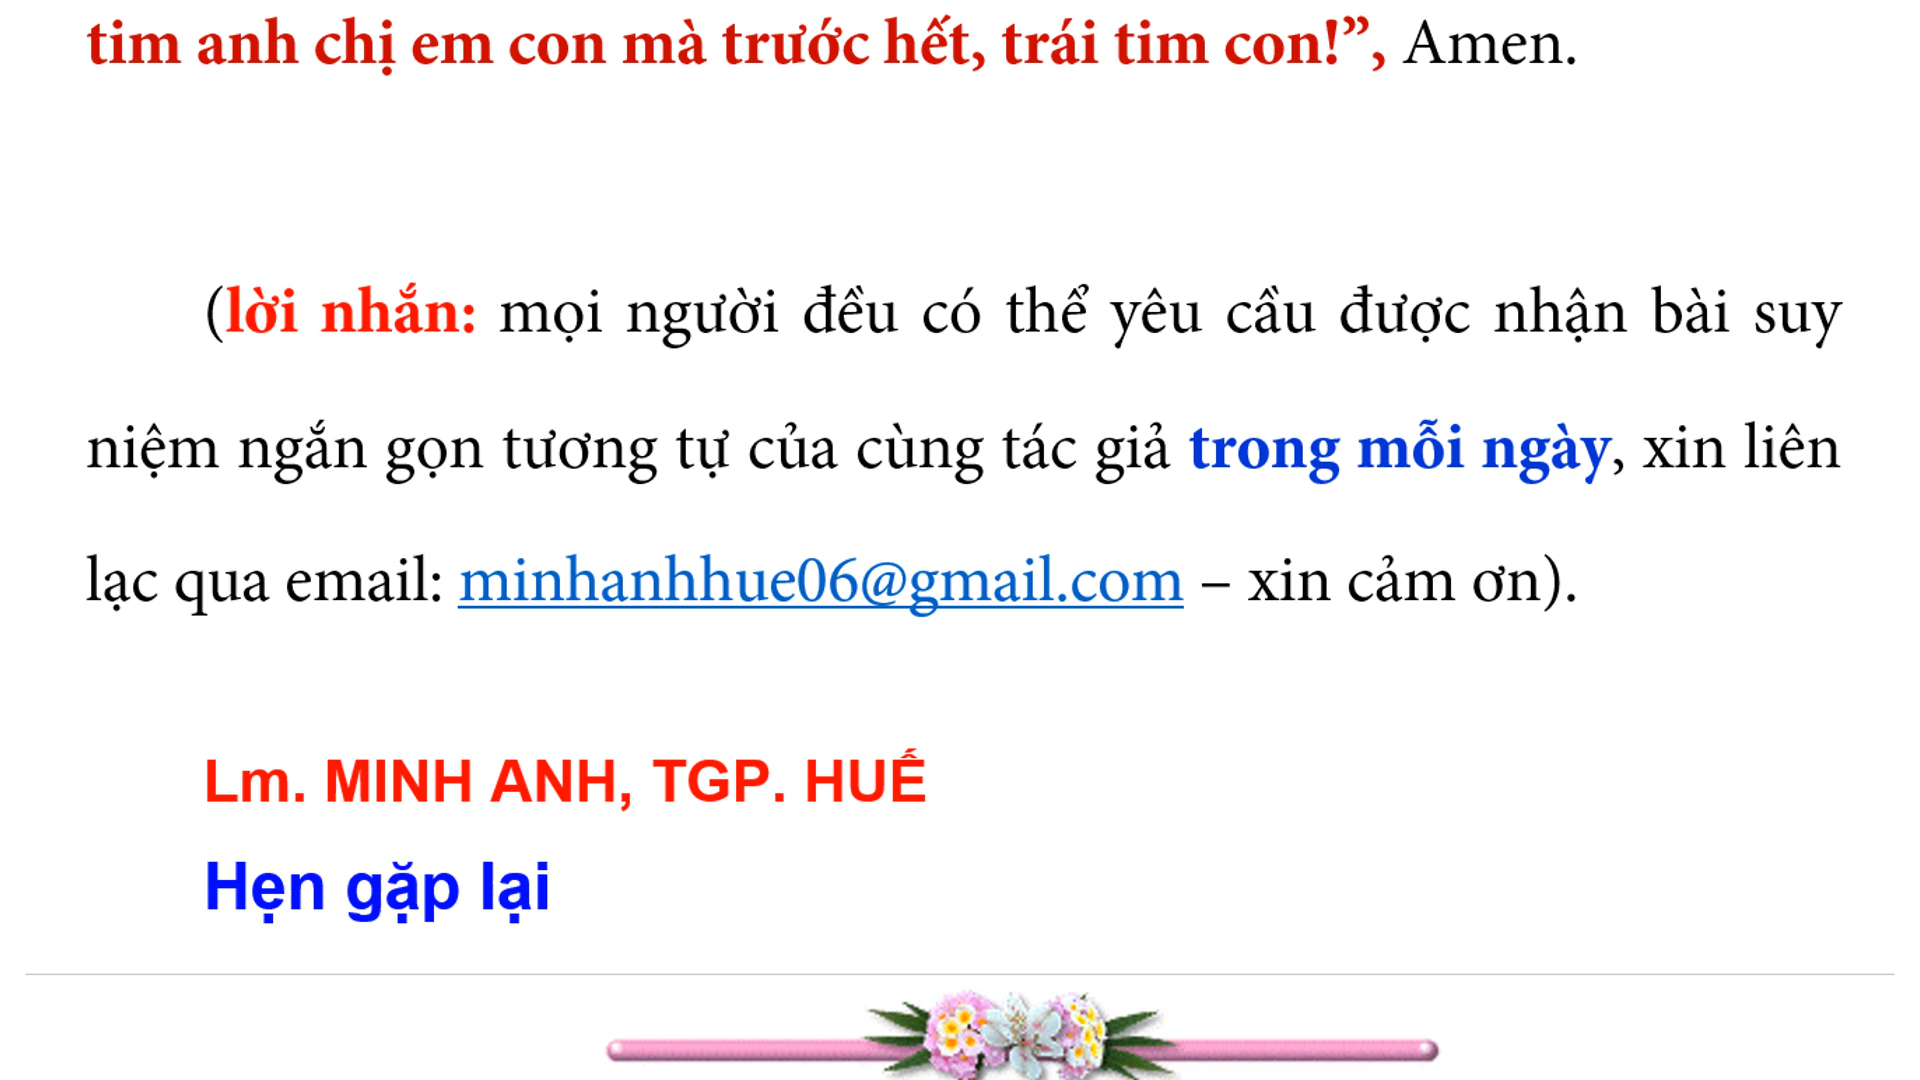 tim anh chị em con mà trước hết, trái tim con!”, Amen.
(lời nhắn: mọi người đều có thể yêu cầu được nhận bài suy
niệm ngắn gọn tương tự của cùng tác giả trong mỗi ngày, xin liên
lạc qua email: minhanhhue06@gmail.com – xin cảm ơn).
Lm. MINH ANH, TGP. HUẾ
Hẹn gặp lại